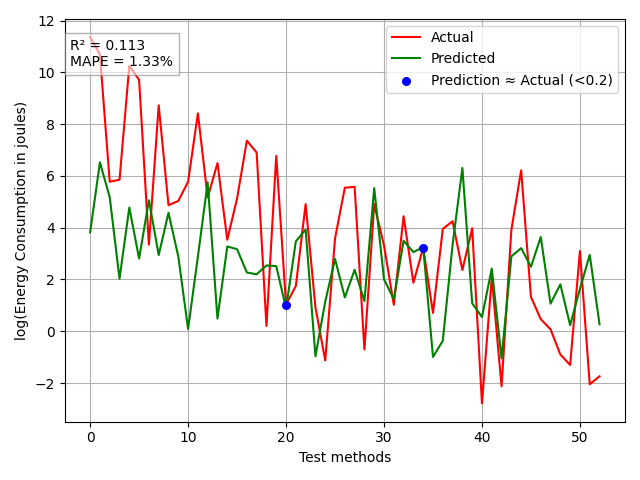 R² = 0.113
MAPE = 1.33%
Actual
Predicted
Prediction ≈ Actual (<0.2)
log(Energy Consumption in joules)
12
10
8
6
4
2
0
−2
0 10 20 30 40 50
Test methods